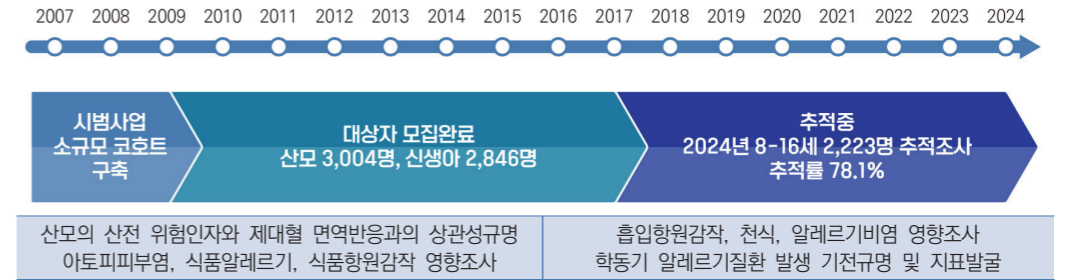 2007 2008 2009 2010 2011 2012 2013 2014 2015 2016 2017 2018 2019 2020 2021 2022 2023 2024
시범사업
소규모 코호트
구축
대상자 모집완료
산모 3,004명, 신생아 2,846명
추적중
2024년 8-16세 2,223명 추적조사
추적률 78.1%
산모의 산전 위험인자와 제대혈 면역반응과의 상관성규명
아토피피부염, 식품알레르기, 식품항원감작 영향조사
흡입항원감작, 천식, 알레르기비염 영향조사
학동기 알레르기질환 발생 기전규명 및 지표발굴